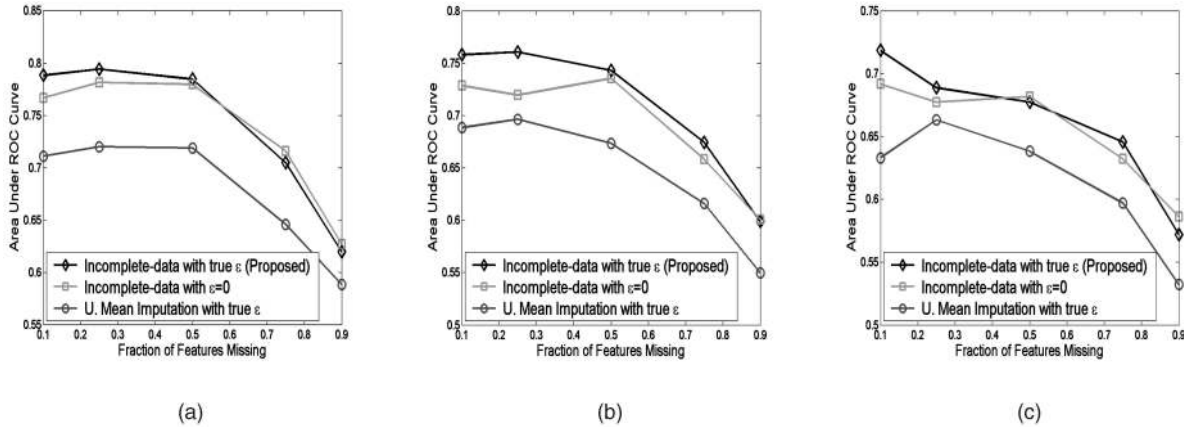 0.85
0.8
0.75
0.7
0.65
0.6
0.55
Area Under ROC Curve
Incomplete-data with true ε (Proposed)
Incomplete-data with ε=0
U. Mean Imputation with true ε
0.1 0.2 0.3 0.4 0.5 0.6 0.7 0.8 0.9
Fraction of Features Missing
(a)
0.8
0.75
0.7
0.65
0.6
0.55
0.5
Area Under ROC Curve
Incomplete-data with true ε (Proposed)
Incomplete-data with ε=0
U. Mean Imputation with true ε
0.1 0.2 0.3 0.4 0.5 0.6 0.7 0.8 0.9
Fraction of Features Missing
(b)
0.75
0.7
0.65
0.6
0.55
0.5
Area Under ROC Curve
Incomplete-data with true ε (Proposed)
Incomplete-data with ε=0
U. Mean Imputation with true ε
0.1 0.2 0.3 0.4 0.5 0.6 0.7 0.8 0.9
Fraction of Features Missing
(c)